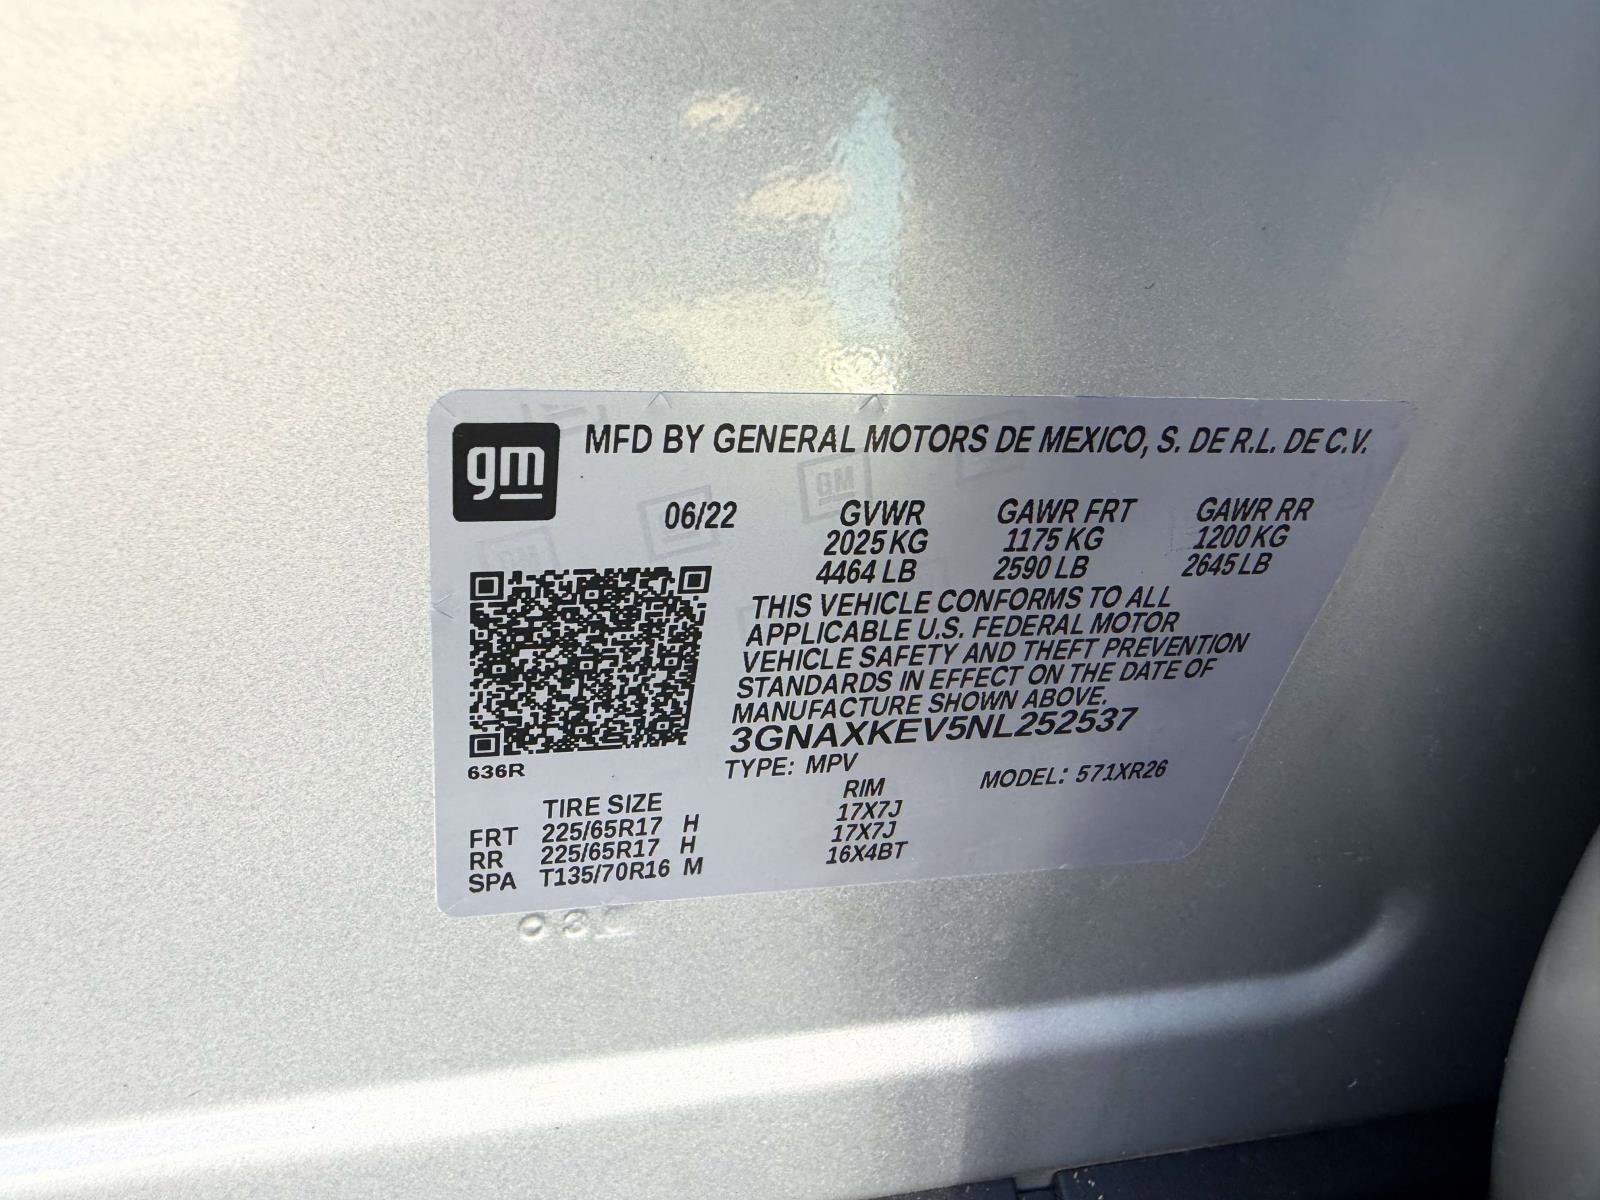 gm
MFD BY GENERAL MOTORS DE MEXICO, S. DE R.L. DE C.V.
06/22 GVWR GAWR FRT GAWR RR
2025 KG 1175 KG 1200 KG
4464 LB 2590 LB 2645 LB
THIS VEHICLE CONFORMS TO ALL
APPLICABLE U.S. FEDERAL MOTOR
VEHICLE SAFETY AND THEFT PREVENTION
STANDARDS IN EFFECT ON THE DATE OF
MANUFACTURE SHOWN ABOVE.
3GNAXKEV5NL252537
636R
TYPE: MPV MODEL: 571XR26
TIRE SIZE RIM
FRT 225/65R17 H 17X7J
RR 225/65R17 H 17X7J
SPA T135/70R16 M 16X4BT